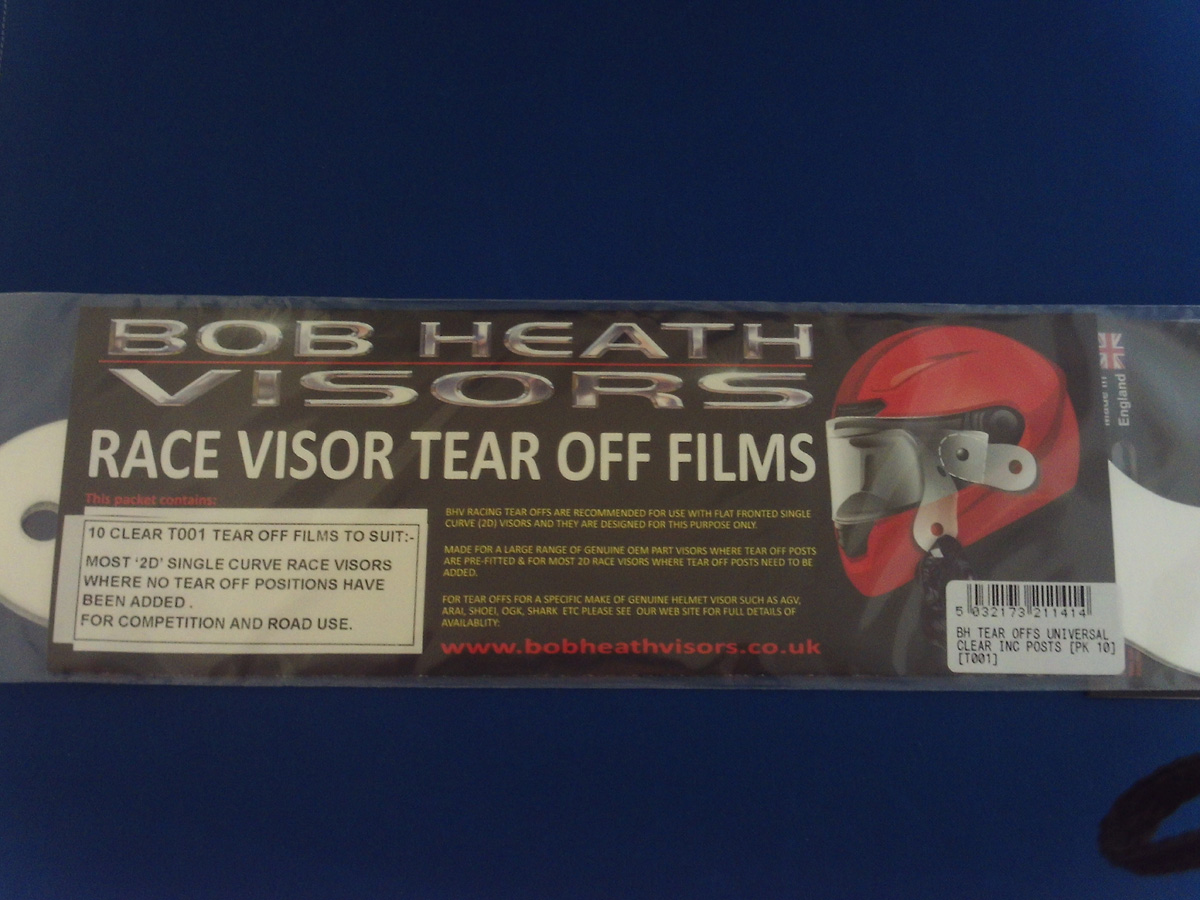 BOB HEATH
VISORS
RACE VISOR TEAR OFF FILMS
This packet contains:
10 CLEAR T001 TEAR OFF FILMS TO SUIT:-
MOST ‘2D’ SINGLE CURVE RACE VISORS
WHERE NO TEAR OFF POSITIONS HAVE
BEEN ADDED .
FOR COMPETITION AND ROAD USE.
BHV RACING TEAR OFFS ARE RECOMMENDED FOR USE WITH FLAT FRONTED SINGLE
CURVE (2D) VISORS AND THEY ARE DESIGNED FOR THIS PURPOSE ONLY.
MADE FOR A LARGE RANGE OF GENUINE OEM PART VISORS WHERE TEAR OFF POSTS
ARE PRE-FITTED & FOR MOST 2D RACE VISORS WHERE TEAR OFF POSTS NEED TO BE
ADDED.
FOR TEAR OFFS FOR A SPECIFIC MAKE OF GENUINE HELMET VISOR SUCH AS AGV,
ARAI, SHOEI, OGK, SHARK ETC PLEASE SEE OUR WEB SITE FOR FULL DETAILS OF
AVAILABLITY:
www.bobheathvisors.co.uk
England
5 032173 211414
BH TEAR OFFS UNIVERSAL
CLEAR INC POSTS [PK 10]
[T001]